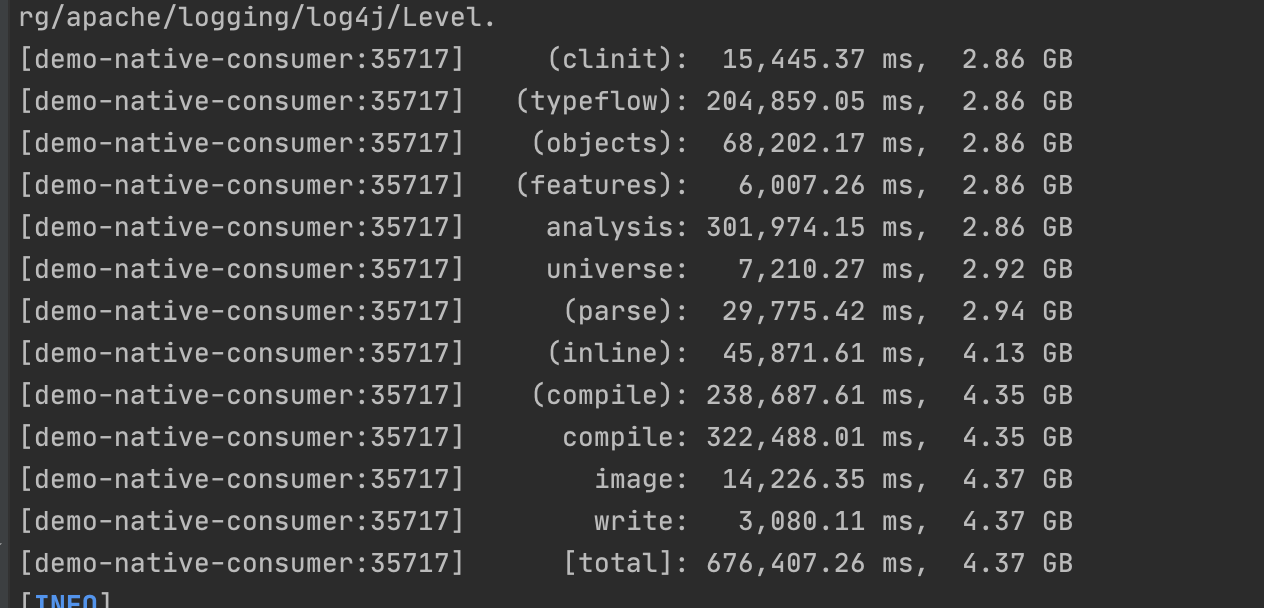 rg/apache/logging/log4j/Level.
[demo-native-consumer:35717]     (clinit):  15,445.37 ms,  2.86 GB
[demo-native-consumer:35717]   (typeflow): 204,859.05 ms,  2.86 GB
[demo-native-consumer:35717]    (objects):  68,202.17 ms,  2.86 GB
[demo-native-consumer:35717]   (features):   6,007.26 ms,  2.86 GB
[demo-native-consumer:35717]     analysis: 301,974.15 ms,  2.86 GB
[demo-native-consumer:35717]     universe:   7,210.27 ms,  2.92 GB
[demo-native-consumer:35717]      (parse):  29,775.42 ms,  2.94 GB
[demo-native-consumer:35717]     (inline):  45,871.61 ms,  4.13 GB
[demo-native-consumer:35717]    (compile): 238,687.61 ms,  4.35 GB
[demo-native-consumer:35717]      compile: 322,488.01 ms,  4.35 GB
[demo-native-consumer:35717]        image:  14,226.35 ms,  4.37 GB
[demo-native-consumer:35717]        write:   3,080.11 ms,  4.37 GB
[demo-native-consumer:35717]      [total]: 676,407.26 ms,  4.37 GB
[INFO]